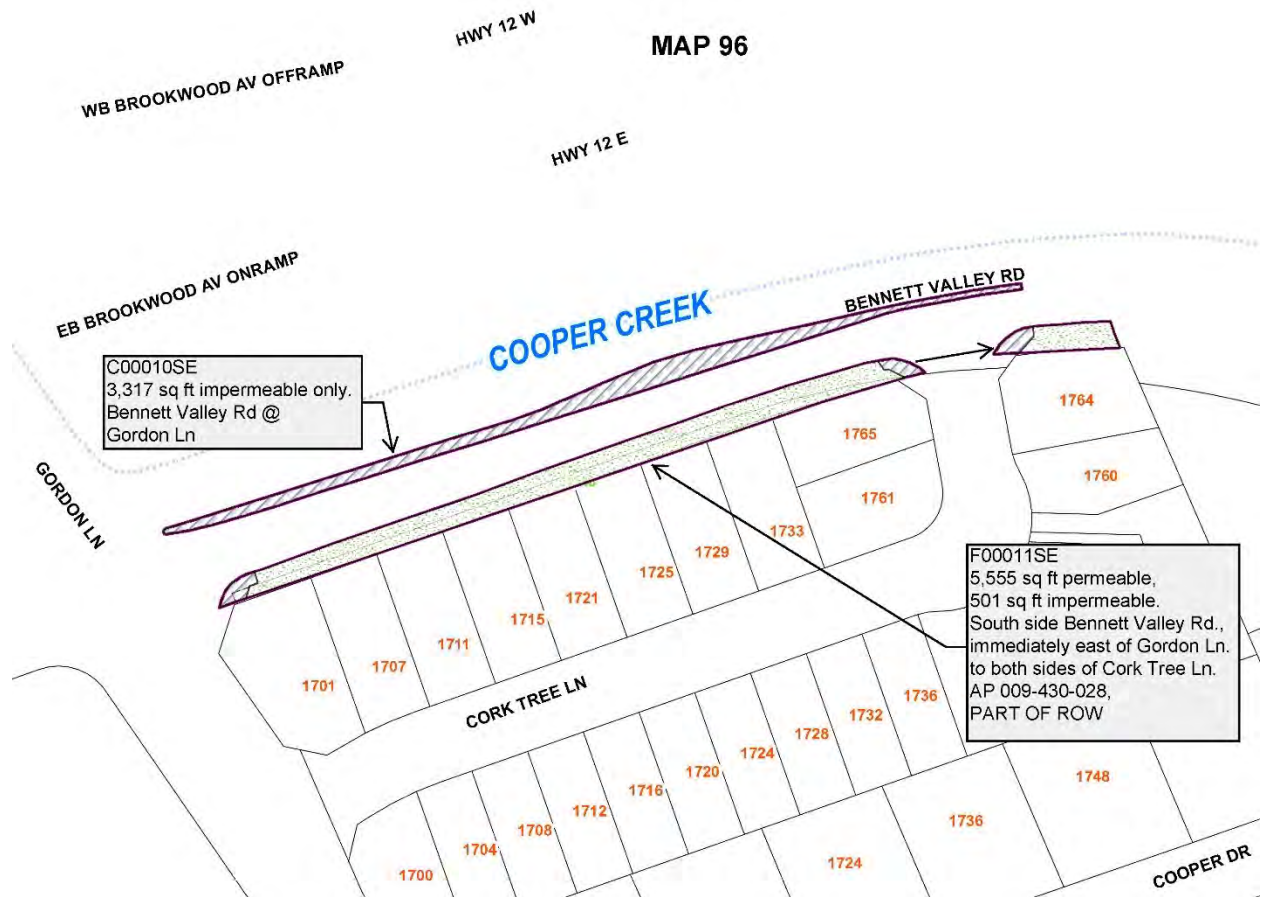 HWY 12 W
MAP 96
WB BROOKWOOD AV OFFRAMP
HWY 12 E
EB BROOKWOOD AV ONRAMP
BENNETT VALLEY RD
COOPER CREEK
C00010SE
3,317 sq ft impermeable only.
Bennett Valley Rd @
Gordon Ln
GORDON LN
1764
1765
1760
1761
1733
1729
1725
1721
1715
1711
1707
1701
F00011SE
5,555 sq ft permeable,
501 sq ft impermeable.
South side Bennett Valley Rd.,
immediately east of Gordon Ln.
to both sides of Cork Tree Ln.
AP 009-430-028,
PART OF ROW
CORK TREE LN
1736
1732
1728
1724
1720
1716
1712
1708
1704
1700
1748
1736
1724
COOPER DR